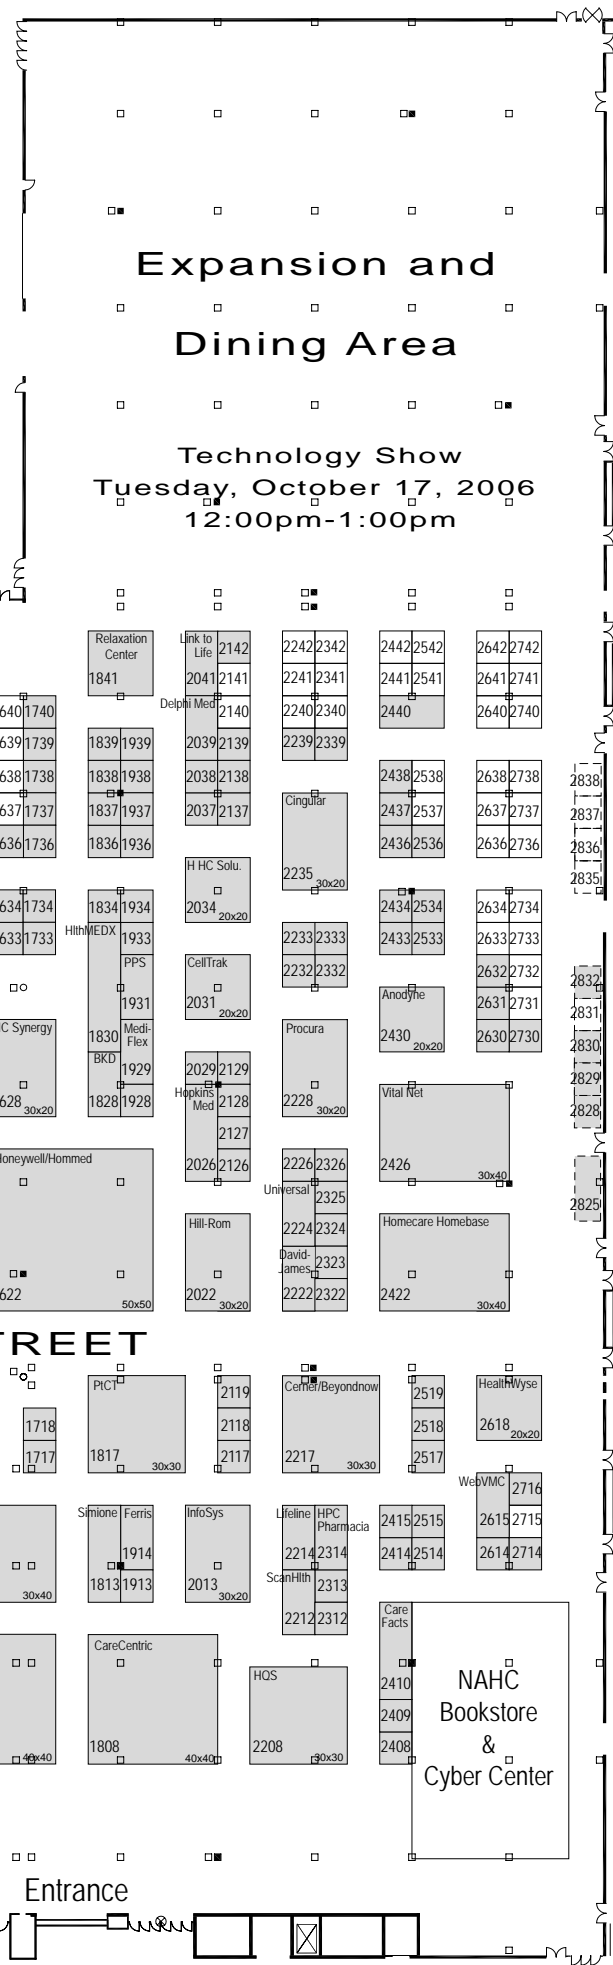 Expansion and
Dining Area
Technology Show
Tuesday, October 17, 2006
12:00pm-1:00pm
Relaxation
Center
1841
Link to
Life
2142
2041 2141
Delphi Med
2140
2242 2342
2241 2341
2240 2340
2239 2339
2442 2542
2441 2541
2440
2642 2742
2641 2741
2640 2740
640 1740
639 1739
638 1738
637 1737
636 1736
1839 1939
1838 1938
1837 1937
1836 1936
2039 2139
2038 2138
2037 2137
Cingular
2235
30x20
2438 2538
2437 2537
2436 2536
2638 2738
2637 2737
2636 2736
2838
2837
2836
2835
H HC Solu.
2034
20x20
634 1734
633 1733
1834 1934
HlthMEDX
1933
PPS
1931
1830
Medi-
Flex
1929
BKD
1828 1928
2233 2333
2232 2332
2434 2534
2433 2533
2634 2734
2633 2733
2632 2732
2631 2731
2630 2730
2832
2831
2830
2829
2828
2825
CellTrak
2031
20x20
Anodyne
2430
20x20
C Synergy
628
30x20
Procura
2228
30x20
2029 2129
Hopkins
Med
2128
2127
2026 2126
Vital Net
2426
30x40
oneywell/Hommed
622
50x50
2226 2326
Universal
2325
2224 2324
David-
James
2323
2222 2322
Hill-Rom
2022
30x20
Homecare Homebase
2422
30x40
TREET
1718
1717
PtCT
1817
30x30
2119
2118
2117
Cerner/Beyondnow
2217
30x30
2519
2518
2517
HealthWyse
2618
20x20
WebVMC
2716
2615 2715
2614 2714
30x40
Simione
Ferris
1914
1813 1913
InfoSys
2013
30x20
Lifeline
HPC
Pharmacia
2214 2314
ScanHlth
2313
2212 2312
2415 2515
2414 2514
40x40
CareCentric
1808
40x40
HQS
2208
30x30
Care
Facts
2410
2409
2408
NAHC
Bookstore
&
Cyber Center
Entrance